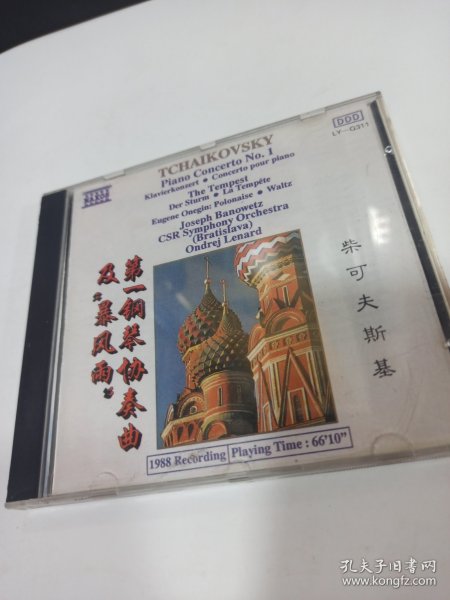 DDD
LY-G311
NAXOS
TCHAIKOVSKY
Piano Concerto No. 1
Klavierkonzert • Concerto pour piano
The Tempest
Der Sturm • La Tempête
Eugene Onegin: Polonaise • Waltz
Joseph Banowetz
CSR Symphony Orchestra
(Bratislava)
Ondrej Lenard
柴可夫斯基
第一钢琴协奏曲
及“暴风雨”
1988 Recording Playing Time : 66'10"
孔夫子旧书网
www.kongfz.com